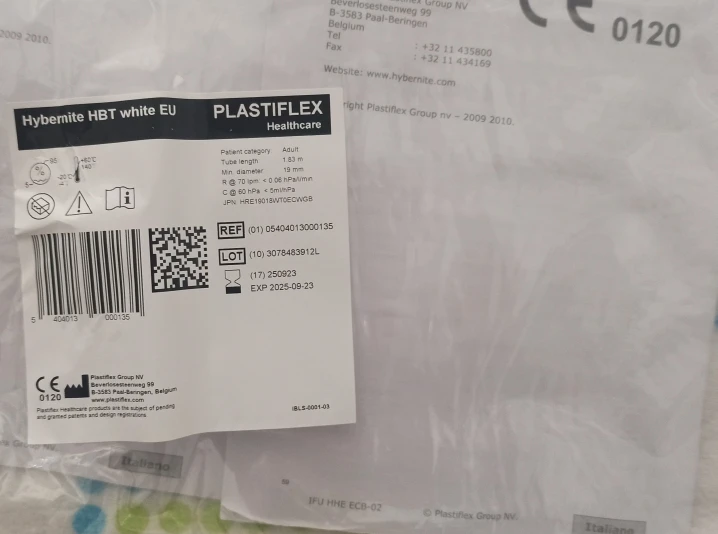 Group NV
Beverlosesteenweg 99
B-3583 Paal-Beringen
Belgium
Tel : +32 11 435800
Fax : +32 11 434169
Website: www.hybernite.com
right Plastiflex Group nv – 2009 2010.
CE 0120
2009 2010.
Hybernite HBT white EU
PLASTIFLEX
Healthcare
Patient category Adult
Tube length 1.83 m
Min. diameter 19 mm
R @ 70 lpm: < 0.06 hPa/l/min
C @ 60 hPa < 5ml/hPa
JPN: HRE19018WT0ECWGB
REF (01) 05404013000135
LOT (10) 3078483912L
(17) 250923
EXP 2025-09-23
5 404013 000135
CE
0120
Plastiflex Group NV
Beverlosesteenweg 99
B-3583 Paal-Beringen, Belgium
www.plastiflex.com
Plastiflex Healthcare products are the subject of pending
and granted patents and design registrations.
IBLS-0001-03
Italiano
IFU HHE ECB-02
© Plastiflex Group NV.
Italiano